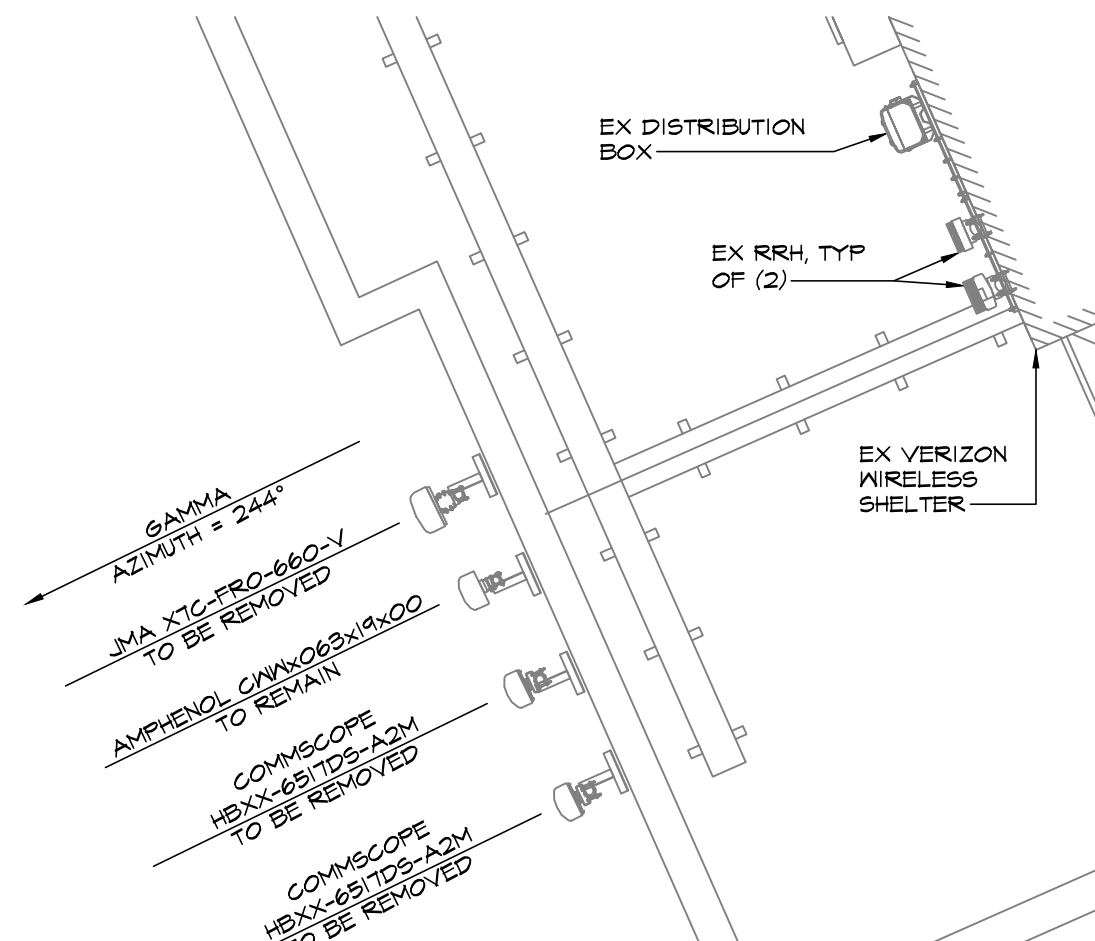 EX DISTRIBUTION
BOX
EX RRH, TYP
OF (2)
EX VERIZON
WIRELESS
SHELTER
GAMMA
AZIMUTH = 244°
JMA X7C-FRO-660-V
TO BE REMOVED
AMPHENOL CWWX063x19x00
TO REMAIN
COMMSCOPE
HBXX-6517DS-A2M
TO BE REMOVED
COMMSCOPE
HBXX-6517DS-A2M
TO BE REMOVED